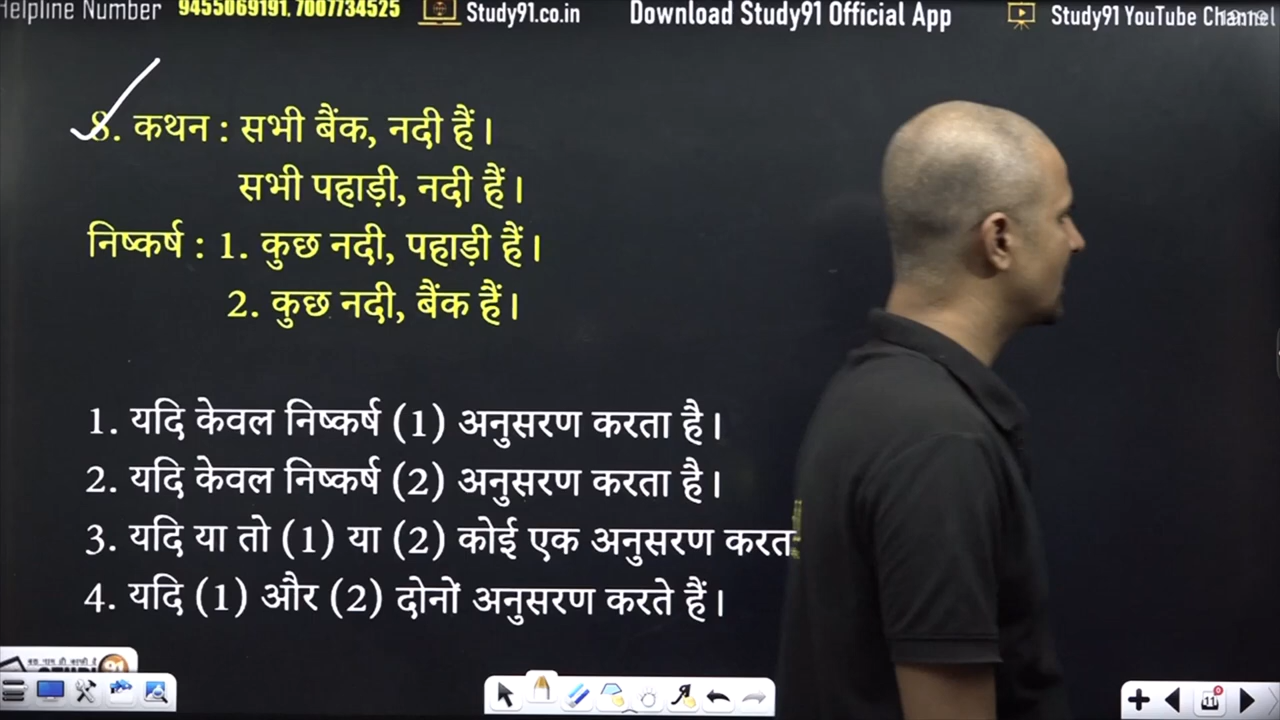 Helpline Number 9455069191, 7007734525 Study91.co.in Download Study91 Official App Study91 YouTube Channel
8. कथन : सभी बैंक, नदी हैं।
सभी पहाड़ी, नदी हैं।
निष्कर्ष : 1. कुछ नदी, पहाड़ी हैं।
2. कुछ नदी, बैंक हैं।
1. यदि केवल निष्कर्ष (1) अनुसरण करता है।
2. यदि केवल निष्कर्ष (2) अनुसरण करता है।
3. यदि या तो (1) या (2) कोई एक अनुसरण करत
4. यदि (1) और (2) दोनों अनुसरण करते हैं।